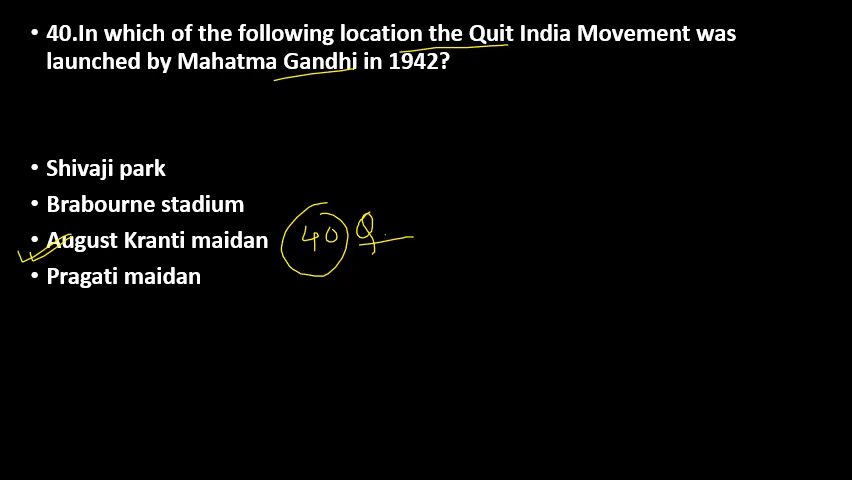 • 40.In which of the following location the Quit India Movement was
launched by Mahatma Gandhi in 1942?
• Shivaji park
• Brabourne stadium
• August Kranti maidan
40 Q.
• Pragati maidan